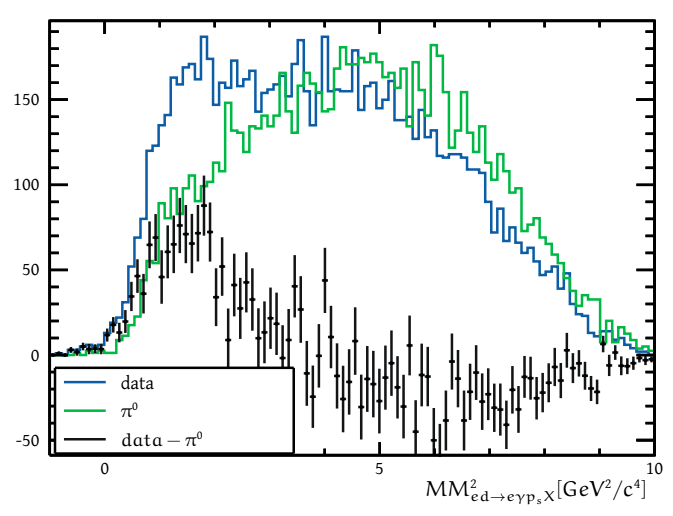 150
100
50
0
-50
data
π⁰
data − π⁰
0 5 10
MM²ₑd→eγpₛX[GeV²/c⁴]